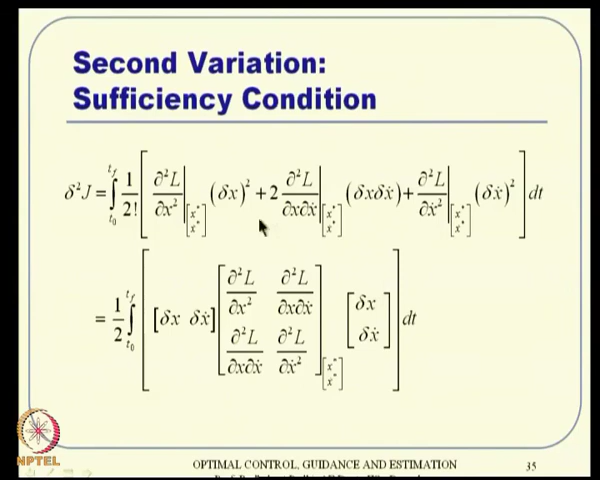 Second Variation:
Sufficiency Condition
δ²J = ∫_{t₀}^{t_f} 1/2! [ ∂²L/∂x² |_{[x* ẋ*]} (δx)² + 2 ∂²L/∂x∂ẋ |_{[x* ẋ*]} (δxδẋ) + ∂²L/∂ẋ² |_{[x* ẋ*]} (δẋ)² ] dt
= 1/2 ∫_{t₀}^{t_f} [ [δx δẋ] [ ∂²L/∂x² ∂²L/∂x∂ẋ ; ∂²L/∂x∂ẋ ∂²L/∂ẋ² ]_{[x* ẋ*]} [ δx ; δẋ ] ] dt
NPTEL
OPTIMAL CONTROL, GUIDANCE AND ESTIMATION
35